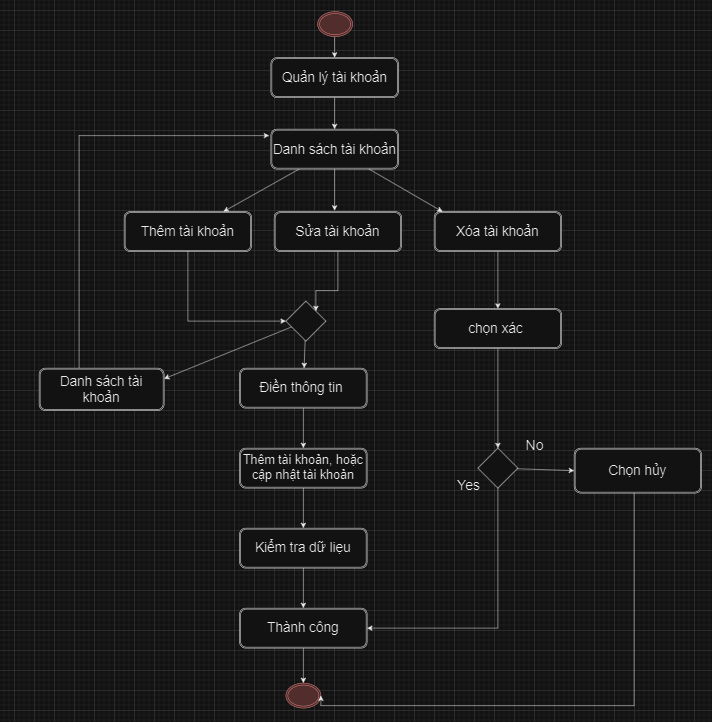 Quản lý tài khoản
Danh sách tài khoản
Thêm tài khoản
Sửa tài khoản
Xóa tài khoản
chọn xác
Danh sách tài
khoản
Điền thông tin
No
Thêm tài khoản, hoặc
cập nhật tài khoản
Chọn hủy
Yes
Kiểm tra dữ liệu
Thành công